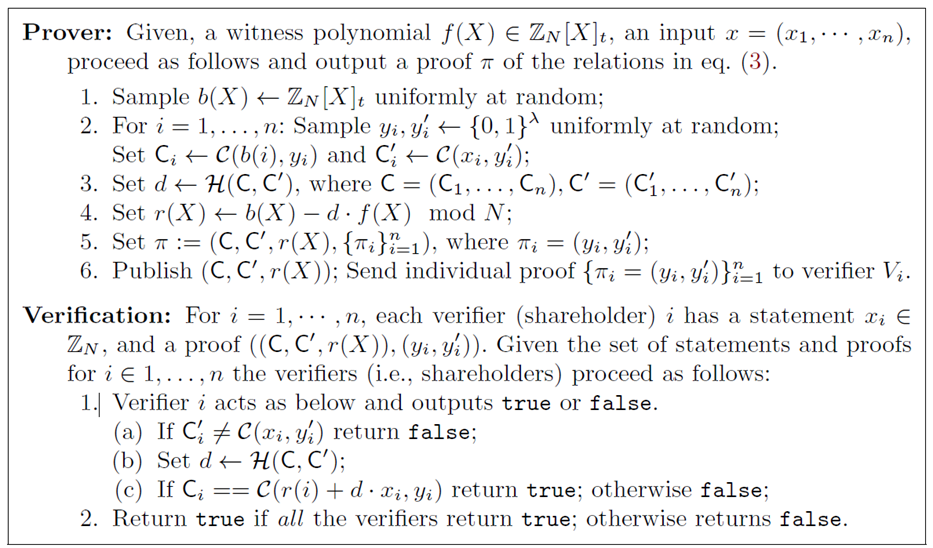 Prover: Given, a witness polynomial f(X) ∈ ℤ_N[X]_t, an input x = (x_1, ⋯ , x_n),
proceed as follows and output a proof π of the relations in eq. (3).
1. Sample b(X) ← ℤ_N[X]_t uniformly at random;
2. For i = 1, . . . , n: Sample y_i, y′_i ← {0, 1}^λ uniformly at random;
Set C_i ← 𝒞(b(i), y_i) and C′_i ← 𝒞(x_i, y′_i);
3. Set d ← ℋ(C, C′), where C = (C_1, . . . , C_n), C′ = (C′_1, . . . , C′_n);
4. Set r(X) ← b(X) − d · f(X) mod N;
5. Set π := (C, C′, r(X), {π_i}^n_{i=1}), where π_i = (y_i, y′_i);
6. Publish (C, C′, r(X)); Send individual proof {π_i = (y_i, y′_i)}^n_{i=1} to verifier V_i.
Verification: For i = 1, ⋯ , n, each verifier (shareholder) i has a statement x_i ∈
ℤ_N, and a proof ((C, C′, r(X)), (y_i, y′_i)). Given the set of statements and proofs
for i ∈ 1, . . . , n the verifiers (i.e., shareholders) proceed as follows:
1. Verifier i acts as below and outputs true or false.
(a) If C′_i ≠ 𝒞(x_i, y′_i) return false;
(b) Set d ← ℋ(C, C′);
(c) If C_i == 𝒞(r(i) + d · x_i, y_i) return true; otherwise false;
2. Return true if all the verifiers return true; otherwise returns false.